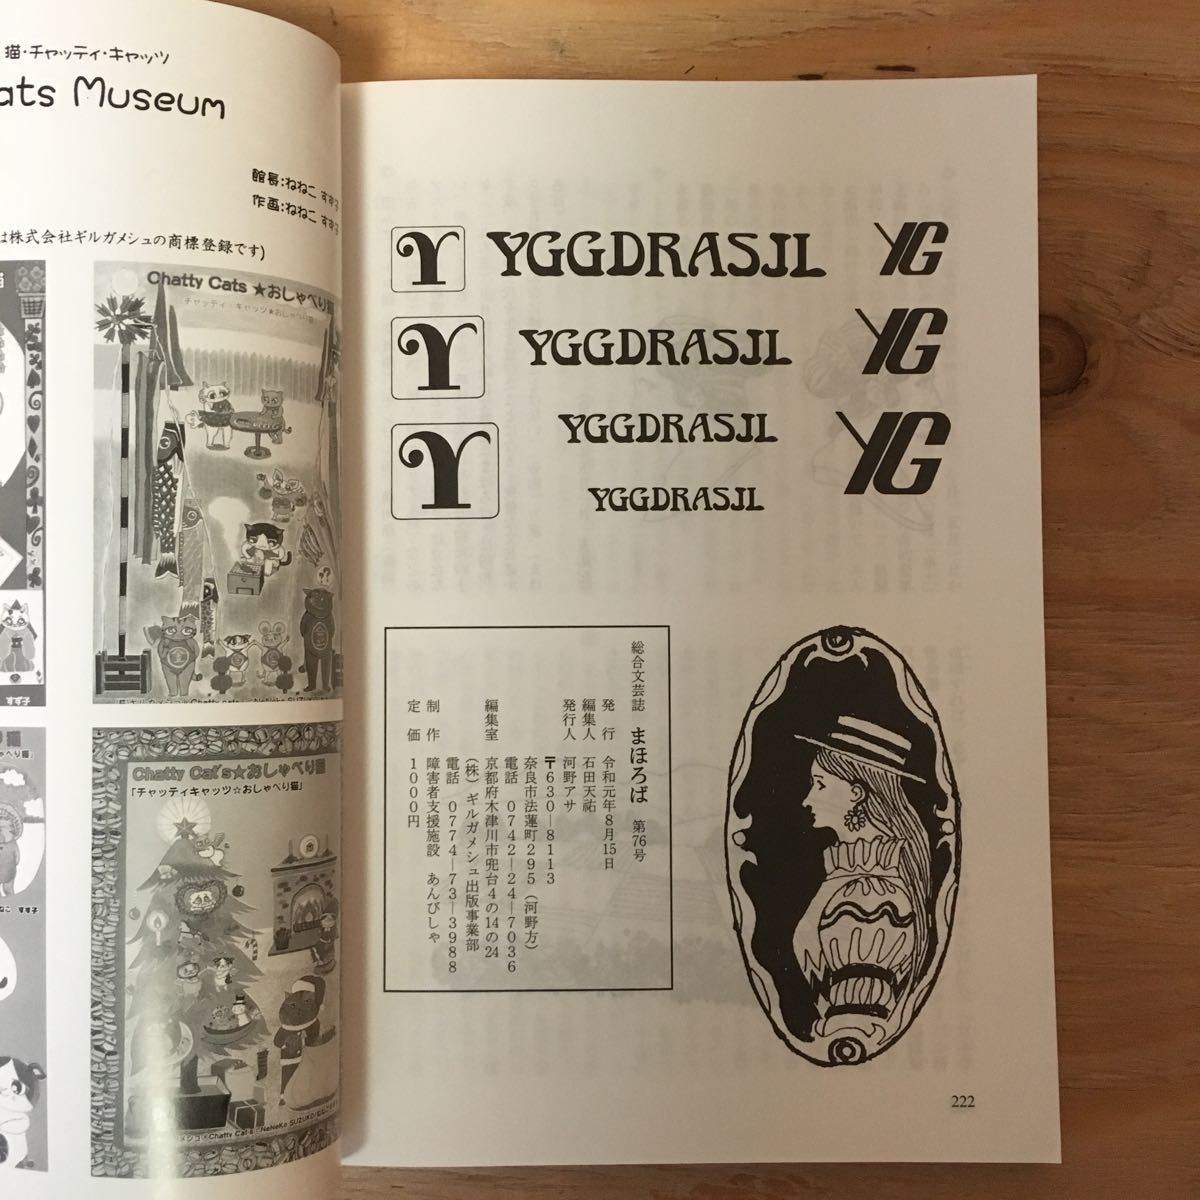 猫・チャッティ・キャッツ
ats Museum
館長:ねねこ すず子
作画:ねねこ すず子
は株式会社ギルガメシュの商標登録です)
Chatty Cats ★おしゃべり猫
チャッティ・キャッツ★おしゃべり猫
すず子
Chatty Cat's☆おしゃべり猫
「チャッティキャッツ☆おしゃべり猫」
ねこ すず子
Y YGGDRASJL YG
Y YGGDRASJL YG
Y YGGDRASJL YG
YGGDRASJL
総合文芸誌 まほろば 第76号
発 行 令和元年8月15日
編集人 石田天祐
発行人 河野アサ
〒630―8113
奈良市法蓮町295(河野方)
電話 0742―24―7036
編集室 京都府木津川市兜台4の14の24
(株)ギルガメシュ出版事業部
電話 0774―73―3988
制 作 障害者支援施設 あんびしゃ
定 価 1000円
222